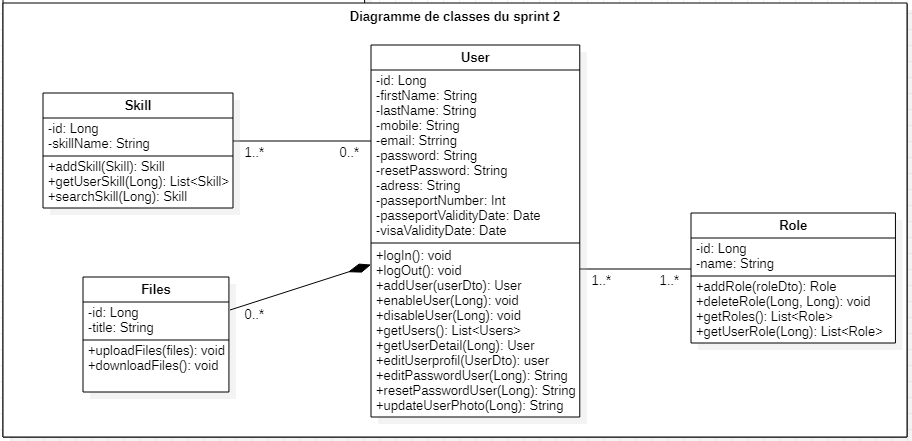 Diagramme de classes du sprint 2
Skill
-id: Long
-skillName: String
+addSkill(Skill): Skill
+getUserSkill(Long): List<Skill>
+searchSkill(Long): Skill
1..*
0..*
User
-id: Long
-firstName: String
-lastName: String
-mobile: String
-email: Strring
-password: String
-resetPassword: String
-adress: String
-passeportNumber: Int
-passeportValidityDate: Date
-visaValidityDate: Date
+logIn(): void
+logOut(): void
+addUser(userDto): User
+enableUser(Long): void
+disableUser(Long): void
+getUsers(): List<Users>
+getUserDetail(Long): User
+editUserprofil(UserDto): user
+editPasswordUser(Long): String
+resetPasswordUser(Long): String
+updateUserPhoto(Long): String
Files
-id: Long
-title: String
+uploadFiles(files): void
+downloadFiles(): void
0..*
1..*
1..*
Role
-id: Long
-name: String
+addRole(roleDto): Role
+deleteRole(Long, Long): void
+getRoles(): List<Role>
+getUserRole(Long): List<Role>